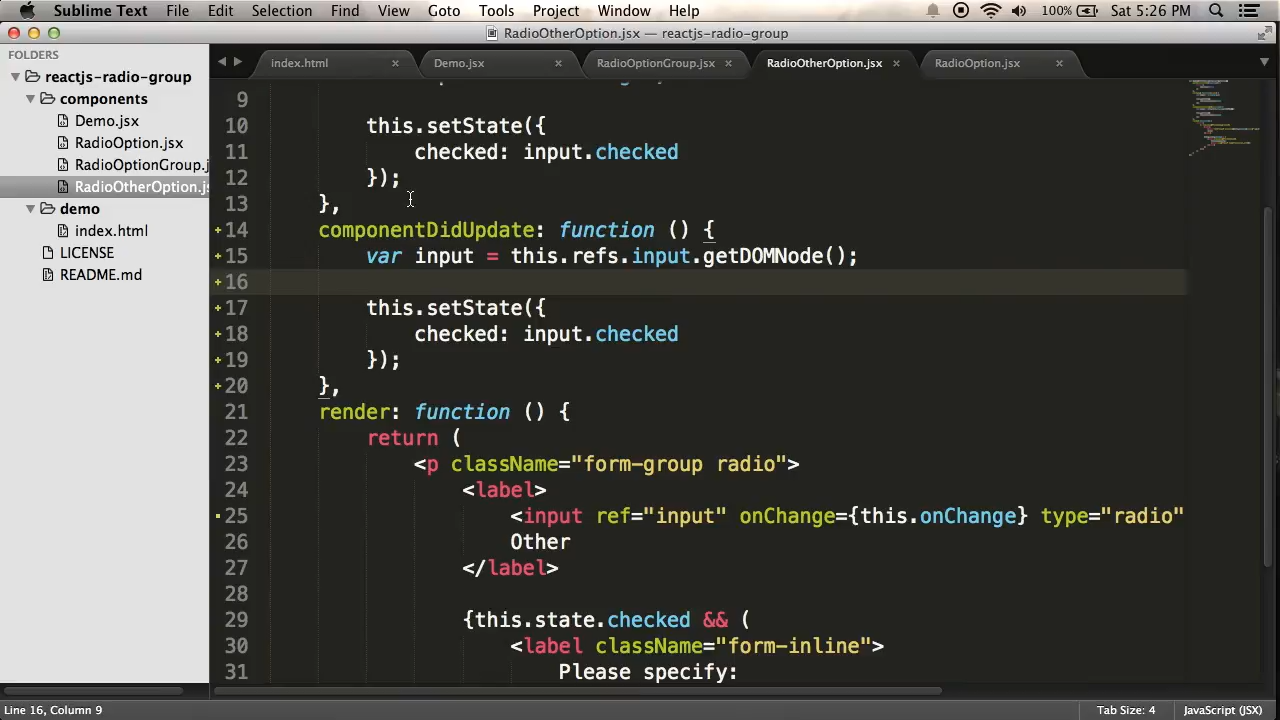 Sublime Text File Edit Selection Find View Goto Tools Project Window Help 100% Sat 5:26 PM
RadioOtherOption.jsx — reactjs-radio-group
FOLDERS
reactjs-radio-group
components
Demo.jsx
RadioOption.jsx
RadioOptionGroup.j
RadioOtherOption.js
demo
index.html
LICENSE
README.md
index.html × Demo.jsx × RadioOptionGroup.jsx × RadioOtherOption.jsx × RadioOption.jsx ×
9
10 this.setState({
11 checked: input.checked
12 });
13 },
14 componentDidUpdate: function () {
15 var input = this.refs.input.getDOMNode();
16
17 this.setState({
18 checked: input.checked
19 });
20 },
21 render: function () {
22 return (
23 <p className="form-group radio">
24 <label>
25 <input ref="input" onChange={this.onChange} type="radio"
26 Other
27 </label>
28
29 {this.state.checked && (
30 <label className="form-inline">
31 Please specify:
Line 16, Column 9 Tab Size: 4 JavaScript (JSX)